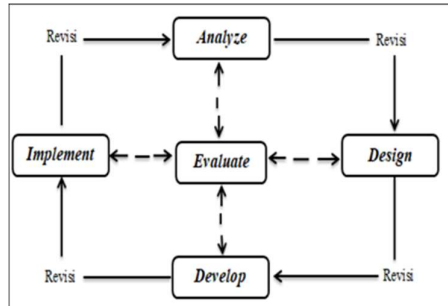 Revisi
Analyze
Revisi
Implement
Evaluate
Design
Revisi
Develop
Revisi